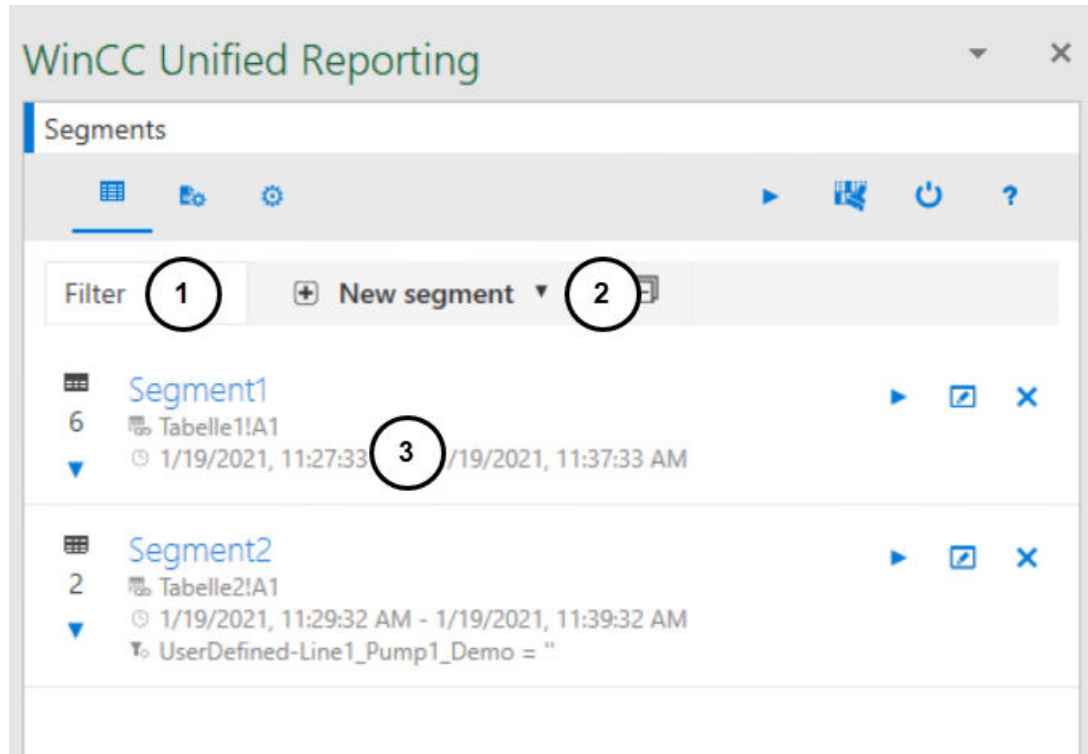 WinCC Unified Reporting
Segments
?
Filter 1 New segment 2
Segment1
6 Tabelle1!A1
1/19/2021, 11:27:33 3 /19/2021, 11:37:33 AM
Segment2
2 Tabelle2!A1
1/19/2021, 11:29:32 AM - 1/19/2021, 11:39:32 AM
UserDefined-Line1_Pump1_Demo = ''